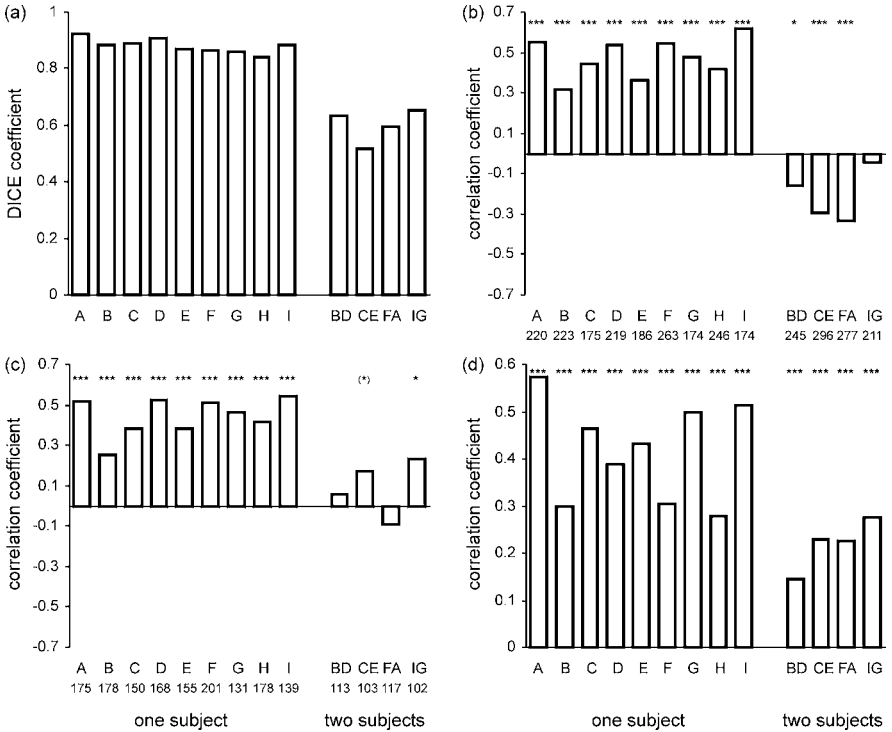 (a)
DICE coefficient
1
0.8
0.6
0.4
0.2
0
A B C D E F G H I BD CE FA IG
(b)
correlation coefficient
0.7
0.5
0.3
0.1
-0.1
-0.3
-0.5
-0.7
*** *** *** *** *** *** *** *** *** * *** ***
A B C D E F G H I BD CE FA IG
220 223 175 219 186 263 174 246 174 245 296 277 211
(c)
correlation coefficient
0.7
0.5
0.3
0.1
-0.1
-0.3
-0.5
-0.7
*** *** *** *** *** *** *** *** *** (*) *
A B C D E F G H I BD CE FA IG
175 178 150 168 155 201 131 178 139 113 103 117 102
one subject two subjects
(d)
correlation coefficient
0.6
0.5
0.4
0.3
0.2
0.1
0
*** *** *** *** *** *** *** *** *** *** *** *** ***
A B C D E F G H I BD CE FA IG
one subject two subjects